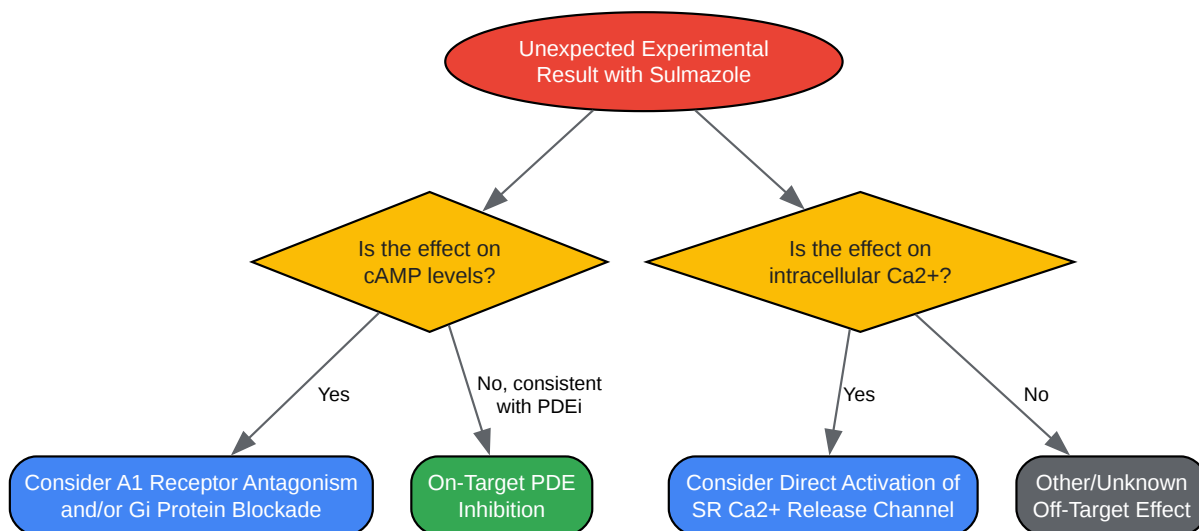 Unexpected Experimental
Result with Sulmazole
Is the effect on
cAMP levels?
Is the effect on
intracellular Ca2+?
Yes
No, consistent
with PDEi
Yes
No
Consider A1 Receptor Antagonism
and/or Gi Protein Blockade
On-Target PDE
Inhibition
Consider Direct Activation of
SR Ca2+ Release Channel
Other/Unknown
Off-Target Effect